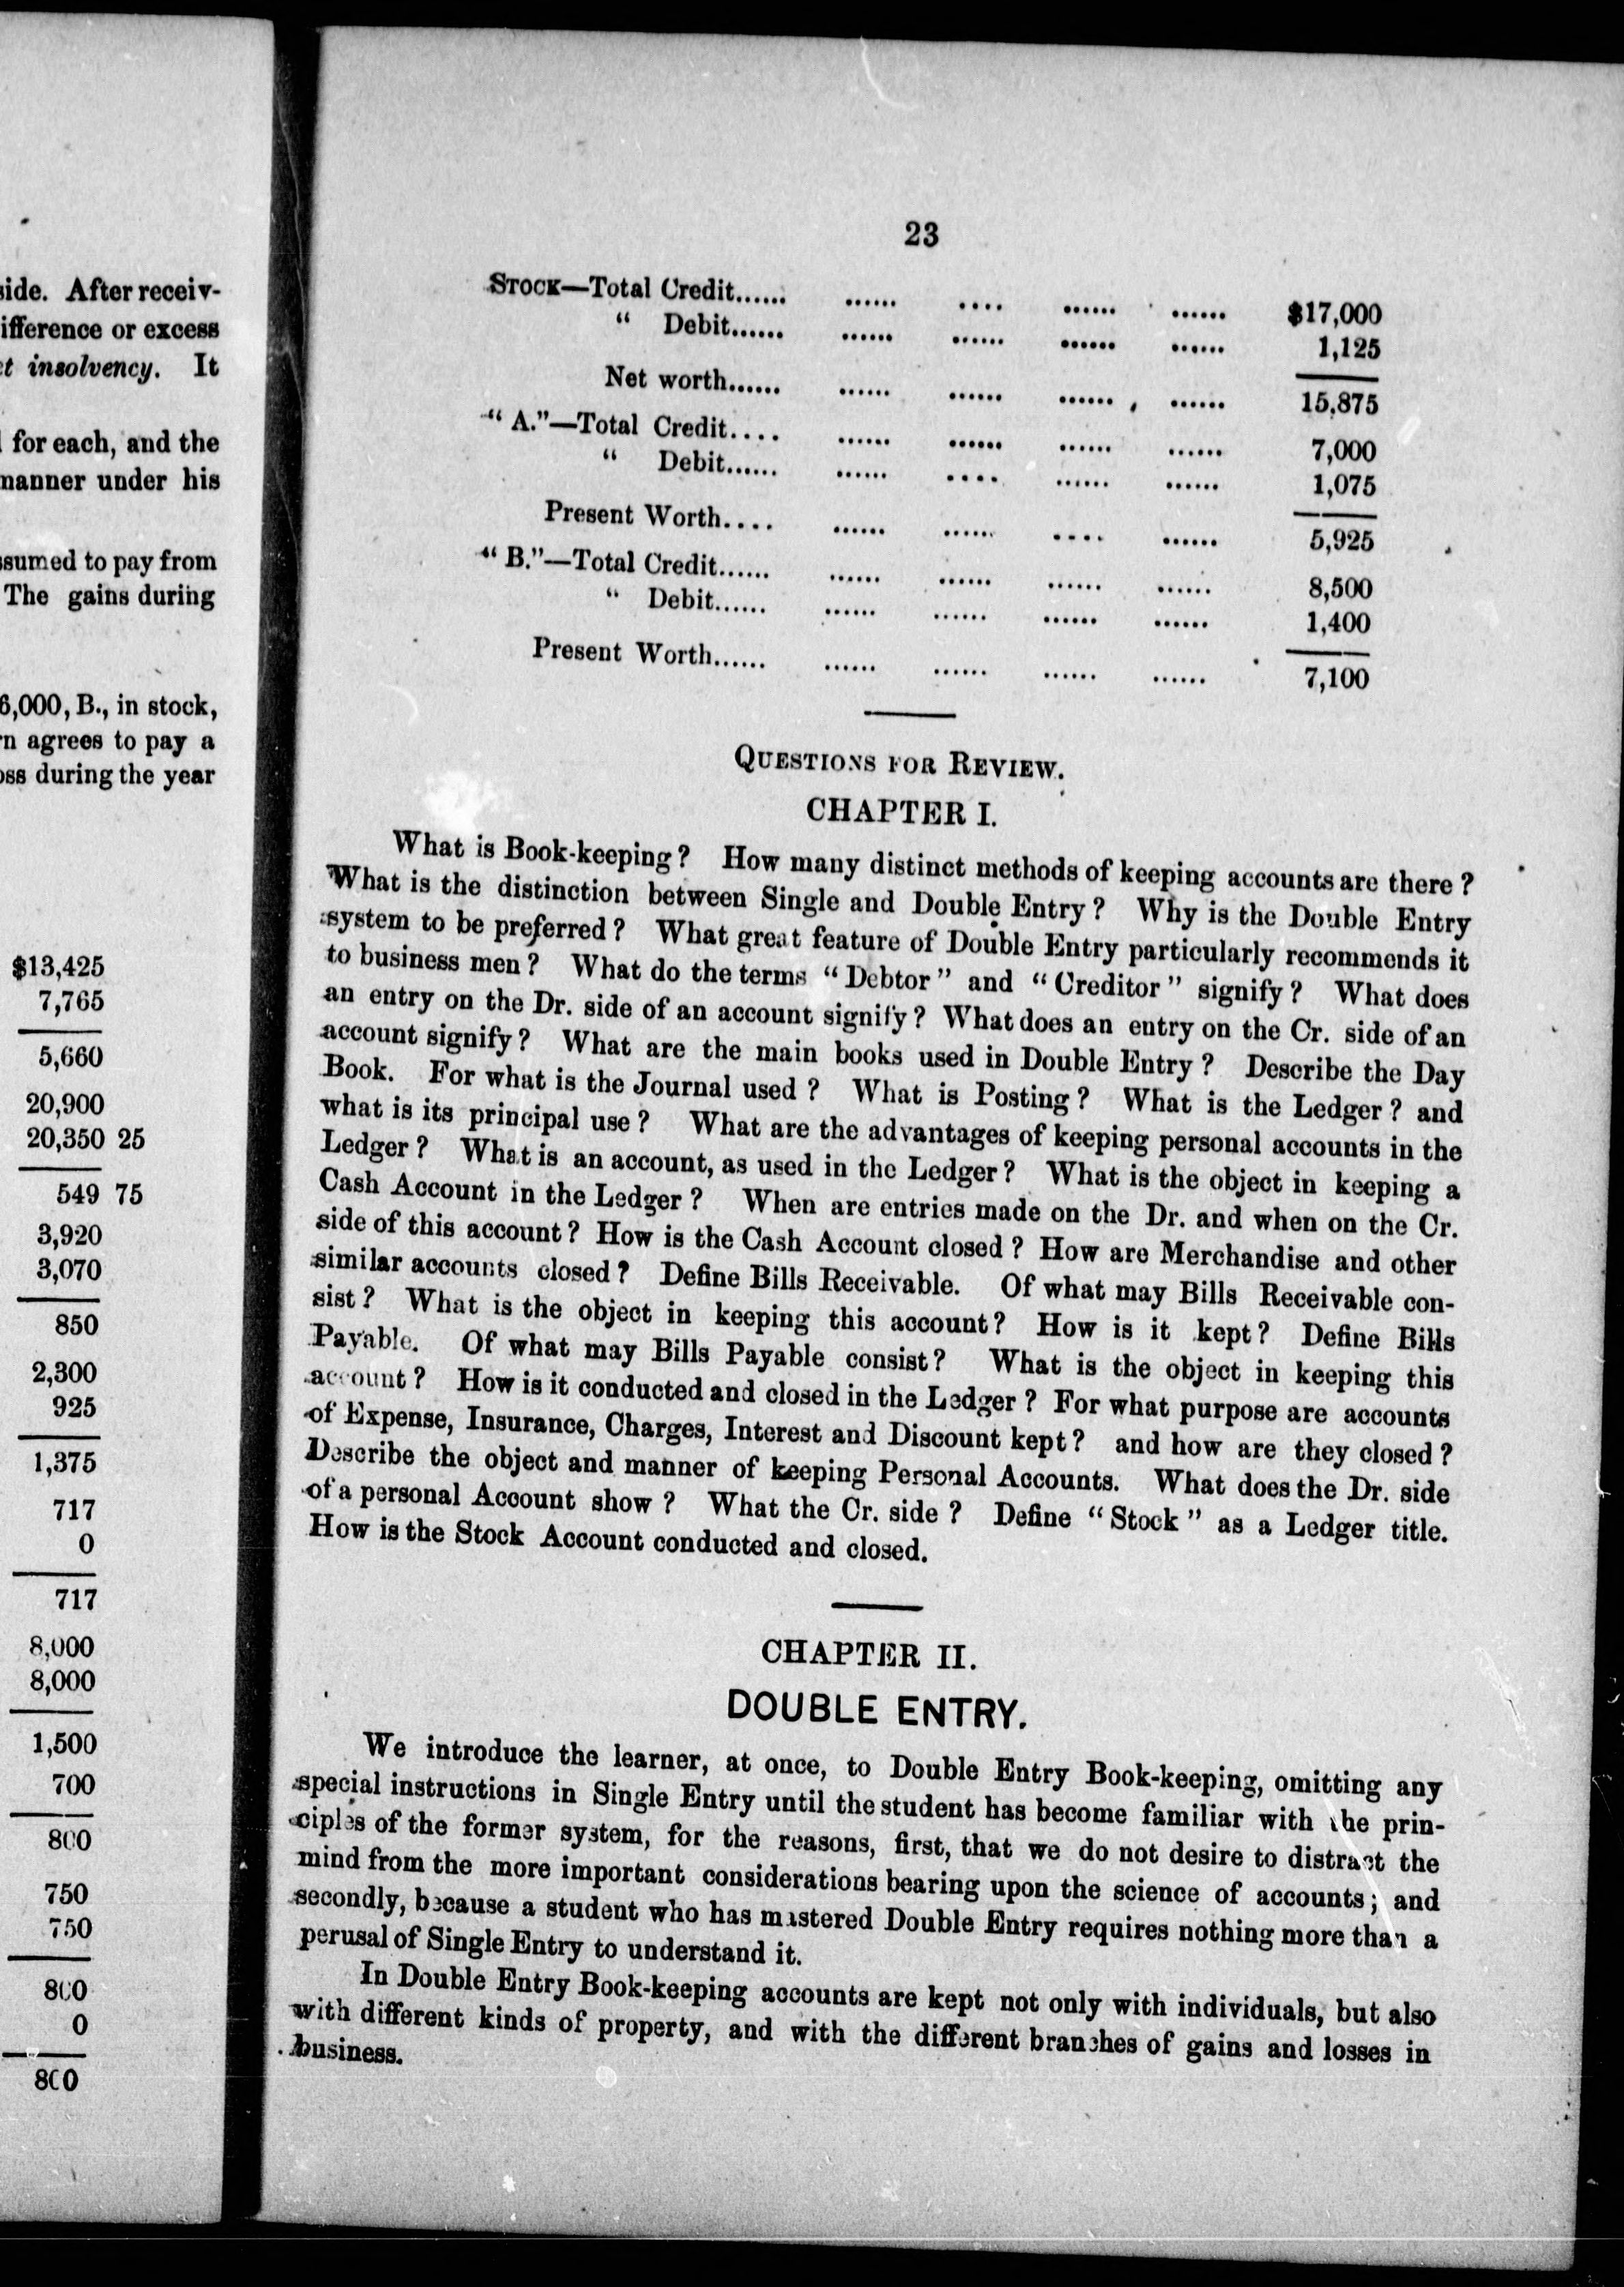 side. After receiv-
ifference or excess
insolvency. It
for each, and the
manner under his
ssumed to pay from
The gains during
6,000, B., in stock,
rn agrees to pay a
oss during the year
$13,425
7,765
5,660
20,900
20,350 25
549 75
3,920
3,070
850
2,300
925
1,375
717
0
717
8,000
8,000
1,500
700
800
750
750
800
0
800
23
STOCK—Total Credit...... ...... .... ...... ...... $17,000
“ Debit...... ...... ...... ...... ...... 1,125
Net worth...... ...... ...... ...... ...... 15,875
“A.”—Total Credit.... ...... ...... ...... ...... 7,000
“ Debit...... ...... .... ...... ...... 1,075
Present Worth.... ...... ...... .... ...... 5,925
“B.”—Total Credit...... ...... ...... ...... ...... 8,500
“ Debit...... ...... ...... ...... ...... 1,400
Present Worth...... ...... ...... ...... ...... 7,100
QUESTIONS FOR REVIEW.
CHAPTER I.
What is Book-keeping? How many distinct methods of keeping accounts are there?
What is the distinction between Single and Double Entry? Why is the Double Entry
system to be preferred? What great feature of Double Entry particularly recommends it
to business men? What do the terms “Debtor” and “Creditor” signify? What does
an entry on the Dr. side of an account signify? What does an entry on the Cr. side of an
account signify? What are the main books used in Double Entry? Describe the Day
Book. For what is the Journal used? What is Posting? What is the Ledger? and
what is its principal use? What are the advantages of keeping personal accounts in the
Ledger? What is an account, as used in the Ledger? What is the object in keeping a
Cash Account in the Ledger? When are entries made on the Dr. and when on the Cr.
side of this account? How is the Cash Account closed? How are Merchandise and other
similar accounts closed? Define Bills Receivable. Of what may Bills Receivable con-
sist? What is the object in keeping this account? How is it kept? Define Bills
Payable. Of what may Bills Payable consist? What is the object in keeping this
account? How is it conducted and closed in the Ledger? For what purpose are accounts
of Expense, Insurance, Charges, Interest and Discount kept? and how are they closed?
Describe the object and manner of keeping Personal Accounts. What does the Dr. side
of a personal Account show? What the Cr. side? Define “Stock” as a Ledger title.
How is the Stock Account conducted and closed.
CHAPTER II.
DOUBLE ENTRY.
We introduce the learner, at once, to Double Entry Book-keeping, omitting any
special instructions in Single Entry until the student has become familiar with the prin-
ciples of the former system, for the reasons, first, that we do not desire to distract the
mind from the more important considerations bearing upon the science of accounts; and
secondly, because a student who has mastered Double Entry requires nothing more than a
perusal of Single Entry to understand it.
In Double Entry Book-keeping accounts are kept not only with individuals, but also
with different kinds of property, and with the different branches of gains and losses in
business.